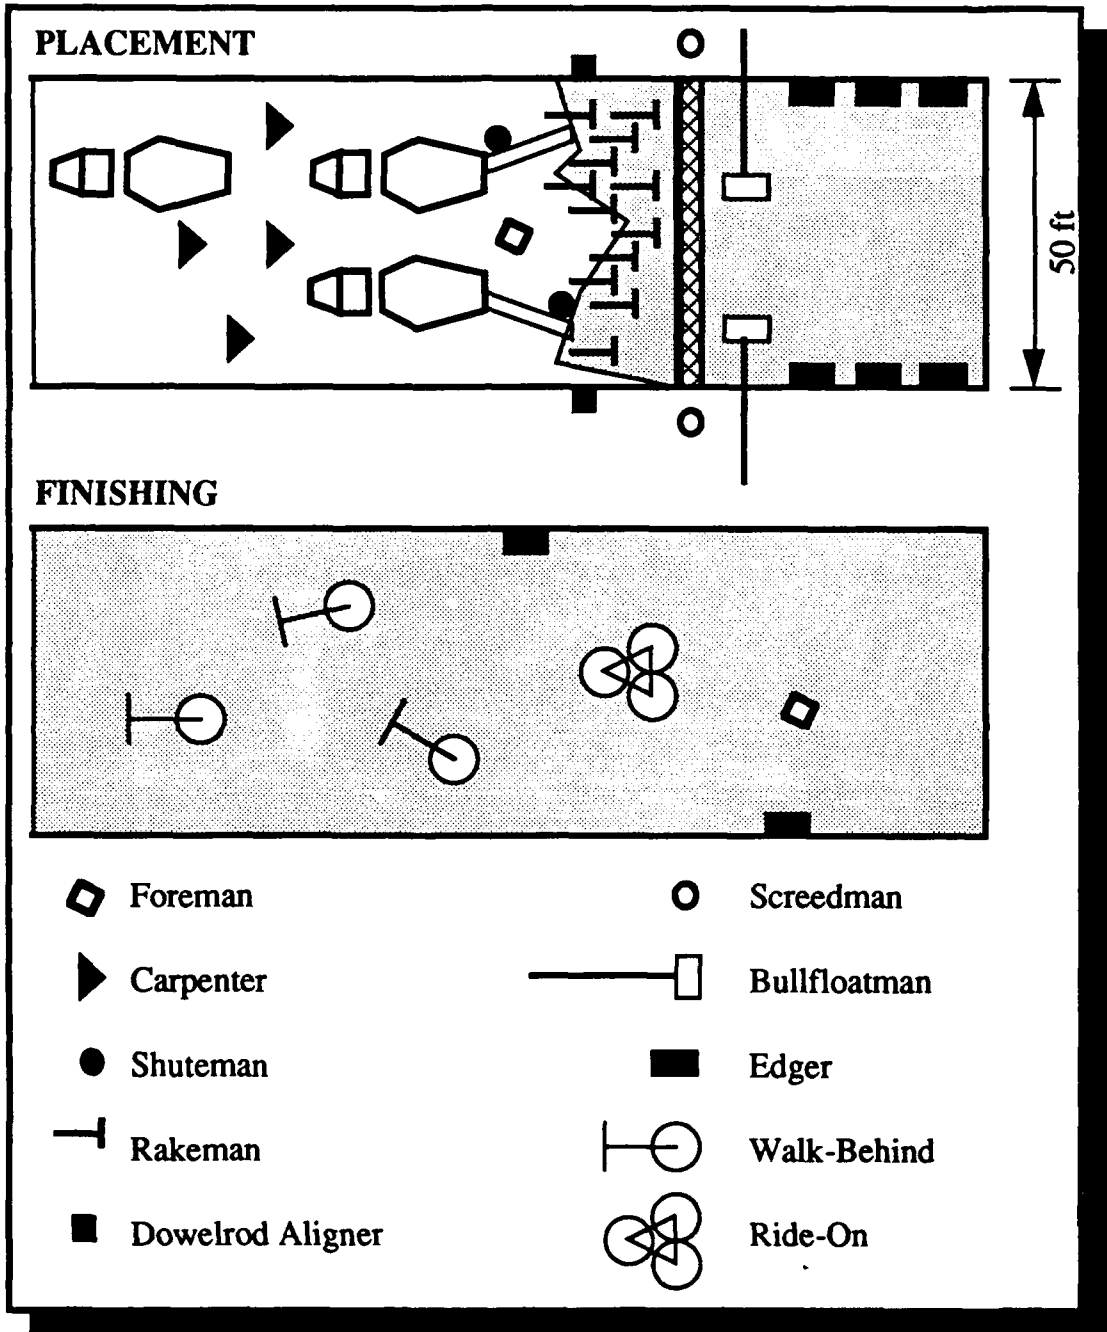 PLACEMENT
50 ft
FINISHING
Foreman
Screedman
Carpenter
Bullfloatman
Shuteman
Edger
Rakeman
Walk-Behind
Dowelrod Aligner
Ride-On